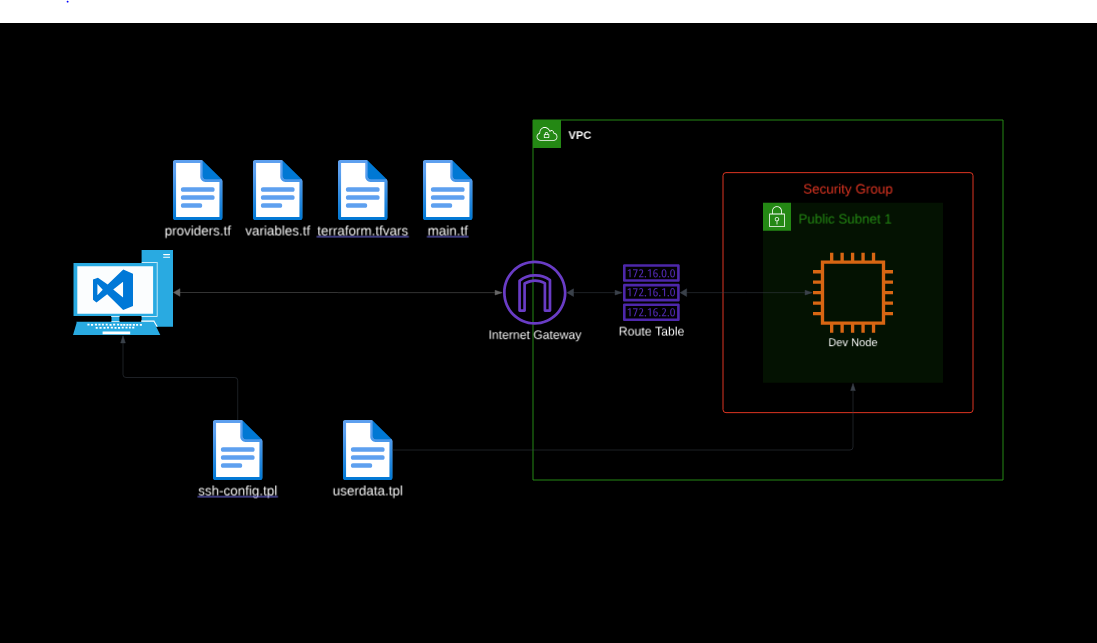 VPC
Security Group
Public Subnet 1
providers.tf
variables.tf
terraform.tfvars
main.tf
172.16.0.0
172.16.1.0
172.16.2.0
Internet Gateway
Route Table
Dev Node
ssh-config.tpl
userdata.tpl